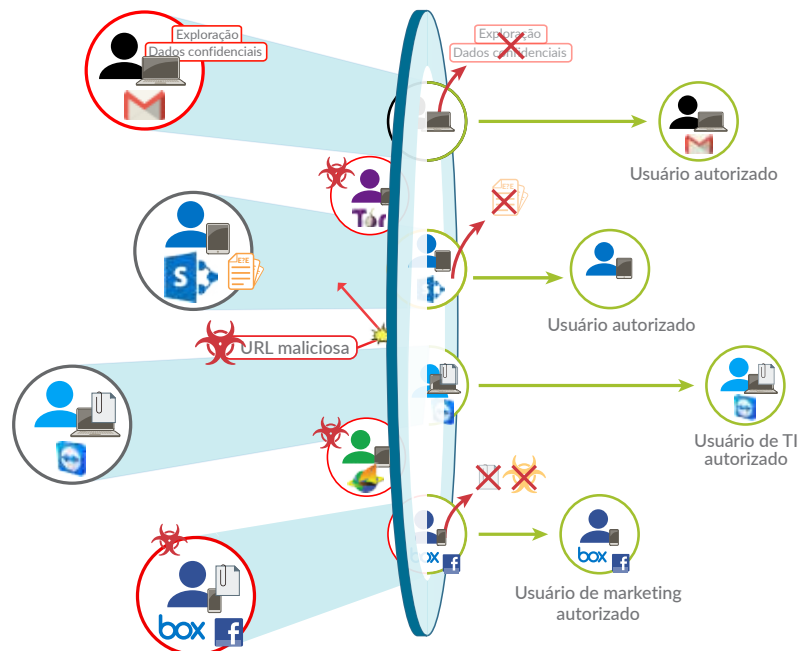 Exploração
Dados confidenciais
Exploração
Dados confidenciais
Usuário autorizado
Tor
S
S
Usuário autorizado
URL maliciosa
Usuário de TI
autorizado
box
f
Usuário de marketing
autorizado
box
f
box
f